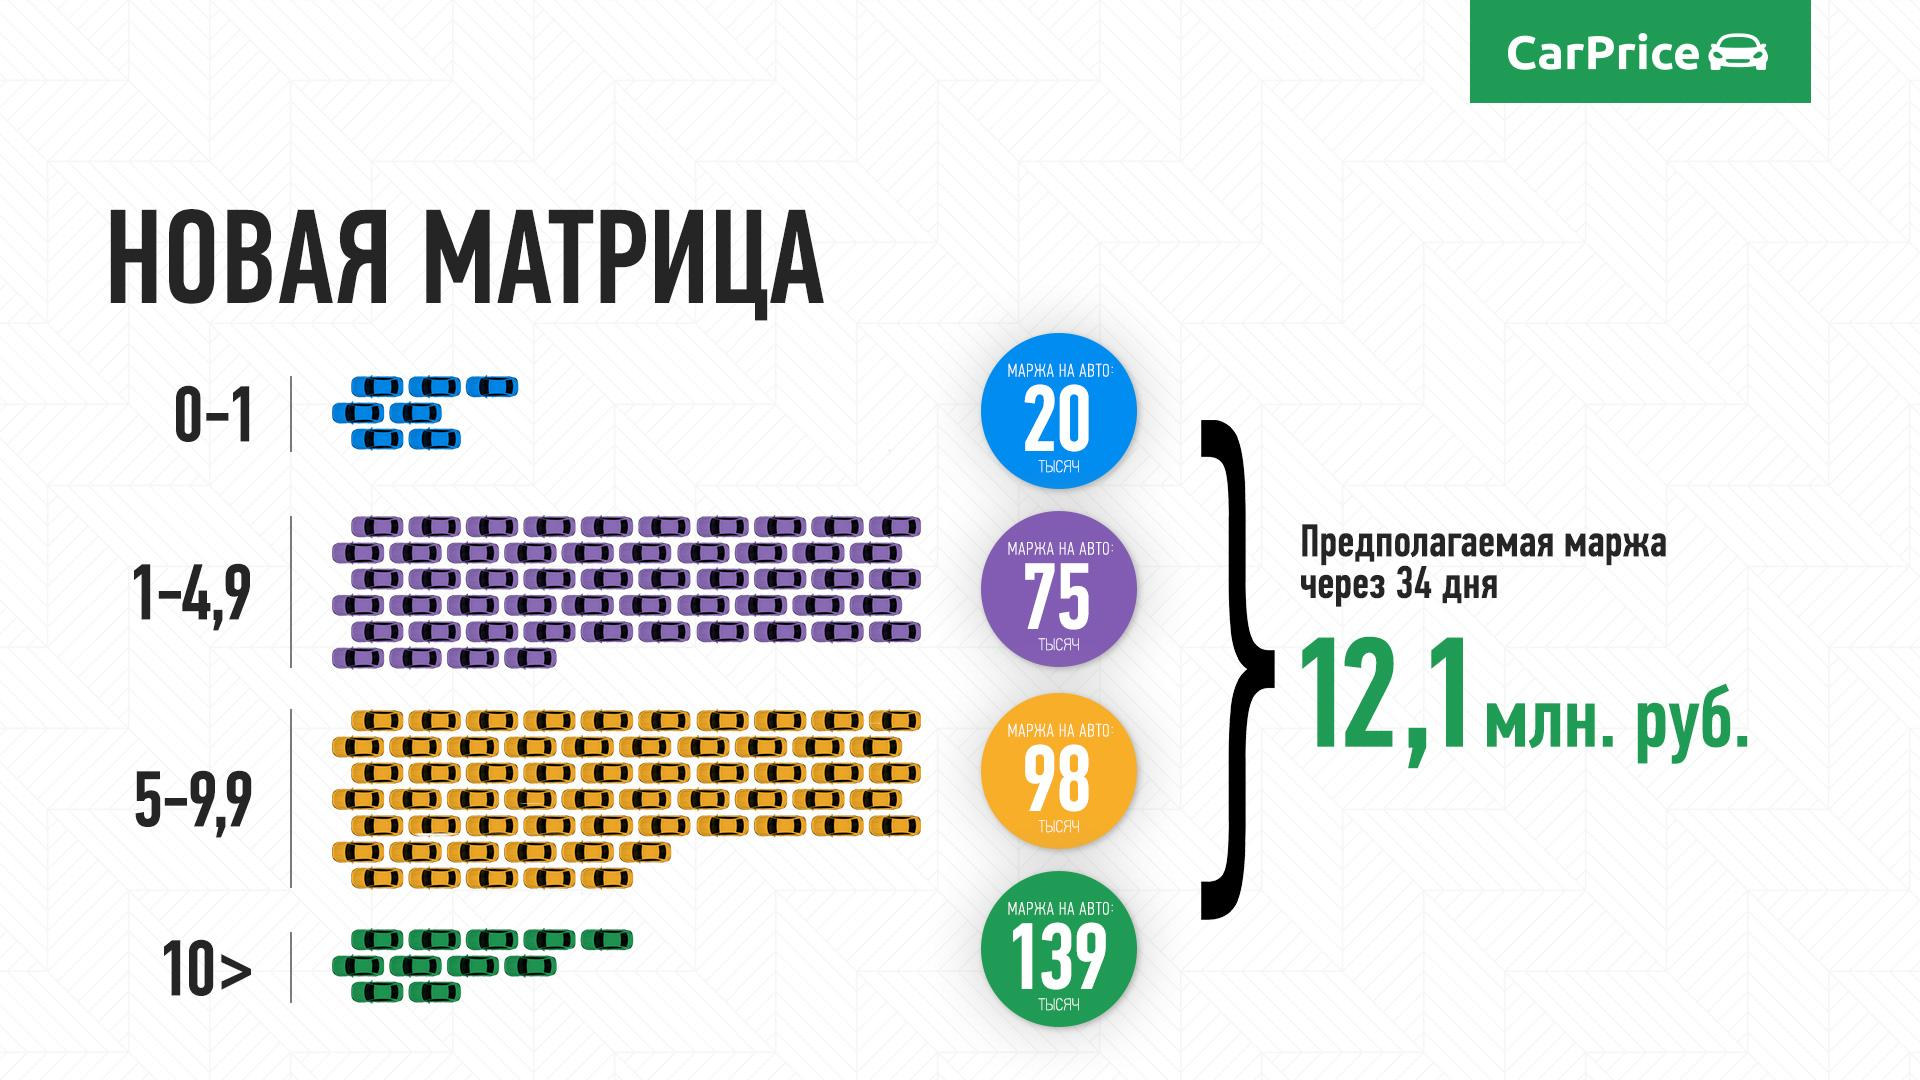 CarPrice
НОВАЯ МАТРИЦА
0-1
МАРЖА НА АВТО:
20
ТЫСЯЧ
1-4,9
МАРЖА НА АВТО:
75
ТЫСЯЧ
5-9,9
МАРЖА НА АВТО:
98
ТЫСЯЧ
10>
МАРЖА НА АВТО:
139
ТЫСЯЧ
Предполагаемая маржа
через 34 дня
12,1 млн. руб.